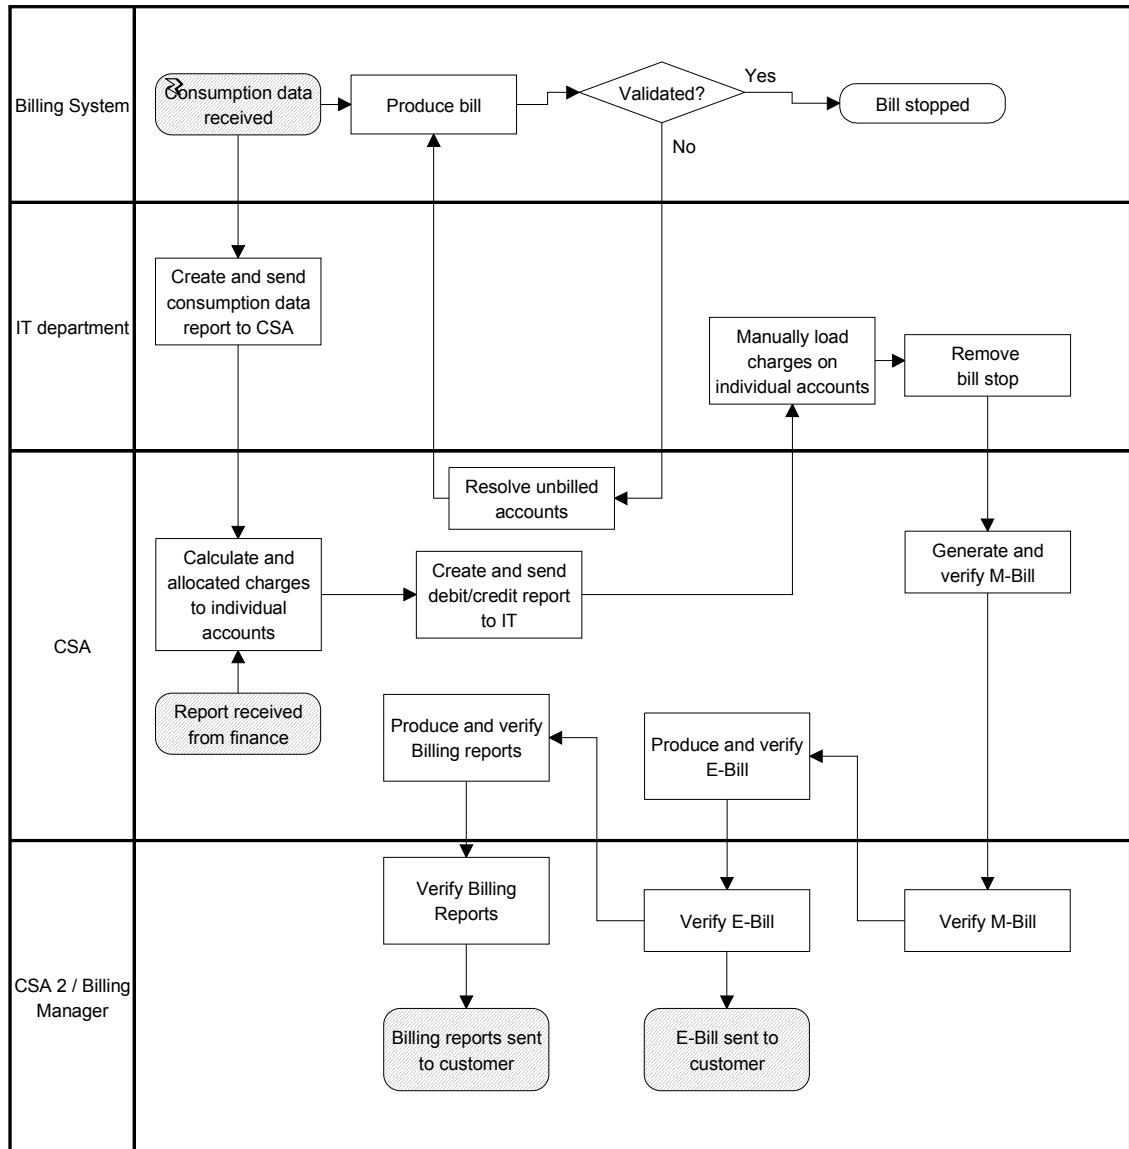 Billing System
Consumption data
received
Produce bill
Validated?
Yes
No
Bill stopped
IT department
Create and send
consumption data
report to CSA
Manually load
charges on
individual accounts
Remove
bill stop
CSA
Resolve unbilled
accounts
Calculate and
allocated charges
to individual
accounts
Create and send
debit/credit report
to IT
Generate and
verify M-Bill
Report received
from finance
Produce and verify
Billing reports
Produce and verify
E-Bill
CSA 2 / Billing
Manager
Verify Billing
Reports
Verify E-Bill
Verify M-Bill
Billing reports sent
to customer
E-Bill sent to
customer